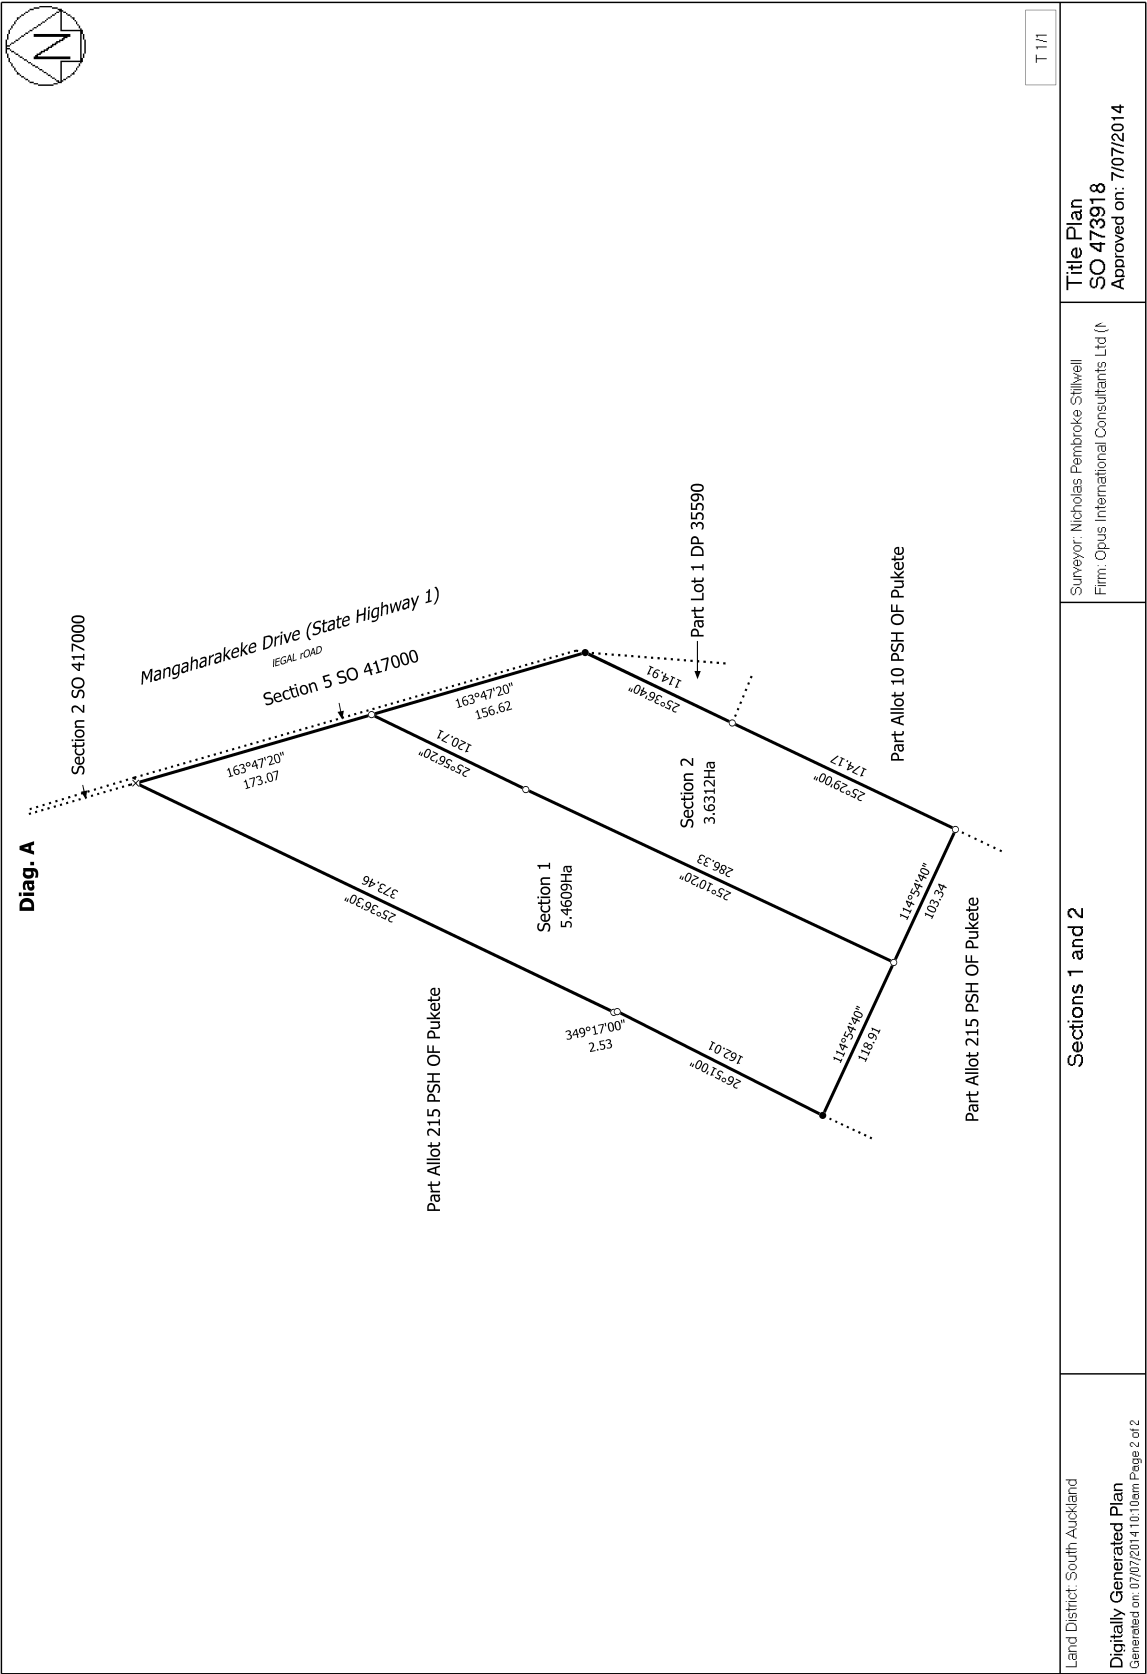 N
T 1/1
Diag. A
Section 2 SO 417000
Mangaharakeke Drive (State Highway 1)
lEGAL rOAD
Section 5 SO 417000
163°47'20"
173.07
163°47'20"
156.62
25°56'20"
120.71
25°36'40"
114.91
Part Lot 1 DP 35590
25°36'30"
373.46
Section 1
5.4609Ha
Section 2
3.6312Ha
25°10'20"
286.33
25°29'00"
174.17
Part Allot 10 PSH OF Pukete
Part Allot 215 PSH OF Pukete
349°17'00"
2.53
26°51'00"
162.01
114°54'40"
118.91
114°54'40"
103.34
Part Allot 215 PSH OF Pukete
Land District: South Auckland
Digitally Generated Plan
Generated on: 07/07/2014 10:10am Page 2 of 2
Sections 1 and 2
Surveyor: Nicholas Pembroke Stillwell
Firm: Opus International Consultants Ltd
Title Plan
SO 473918
Approved on: 7/07/2014